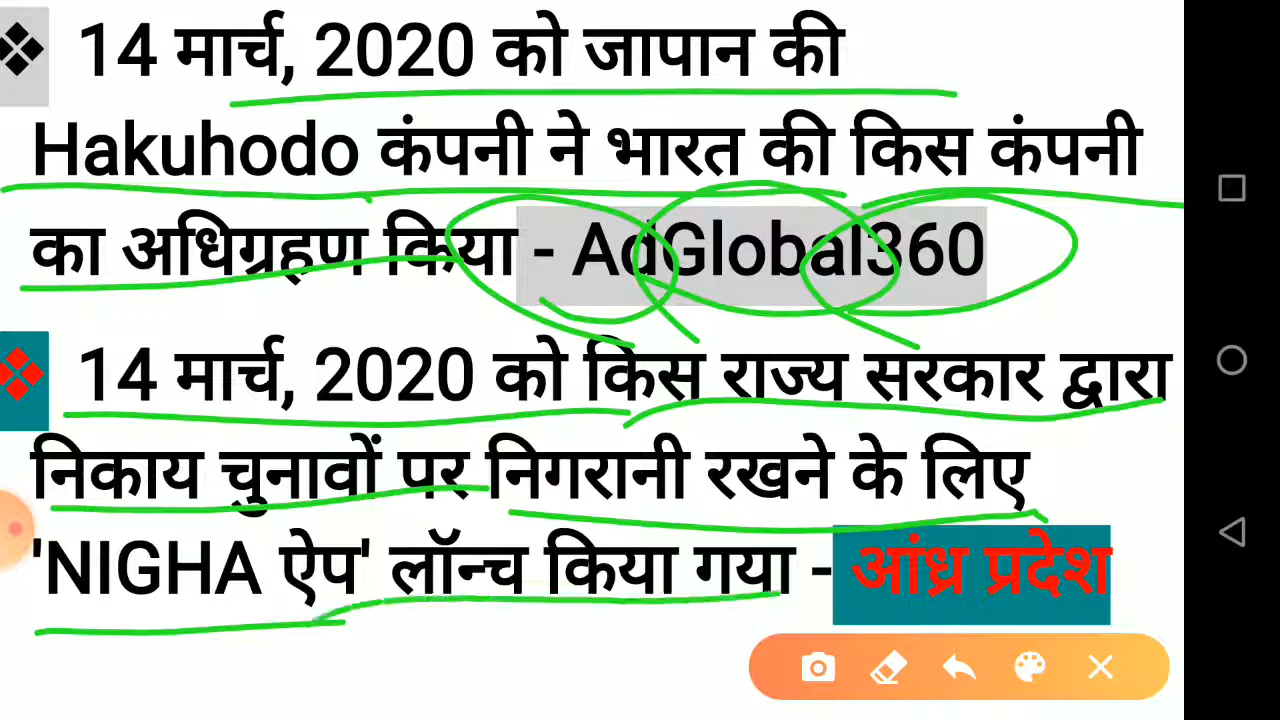 ❖ 14 मार्च, 2020 को जापान की
Hakuhodo कंपनी ने भारत की किस कंपनी
का अधिग्रहण किया - AdGlobal360
❖ 14 मार्च, 2020 को किस राज्य सरकार द्वारा
निकाय चुनावों पर निगरानी रखने के लिए
'NIGHA ऐप' लॉन्च किया गया - आंध्र प्रदेश